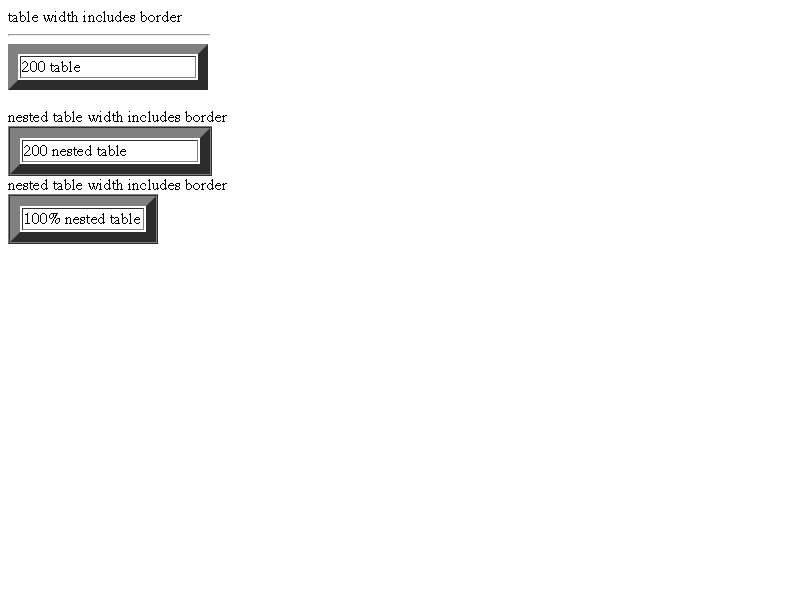 table width includes border
200 table
nested table width includes border
200 nested table
nested table width includes border
100% nested table